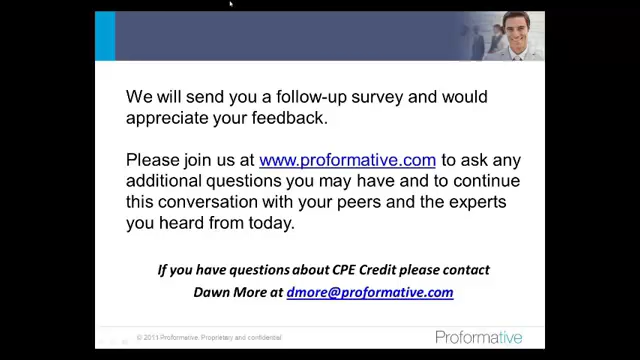 We will send you a follow-up survey and would
appreciate your feedback.
Please join us at www.proformative.com to ask any
additional questions you may have and to continue
this conversation with your peers and the experts
you heard from today.
If you have questions about CPE Credit please contact
Dawn More at dmore@proformative.com
© 2011 Proformative. Proprietary and confidential
Proformative